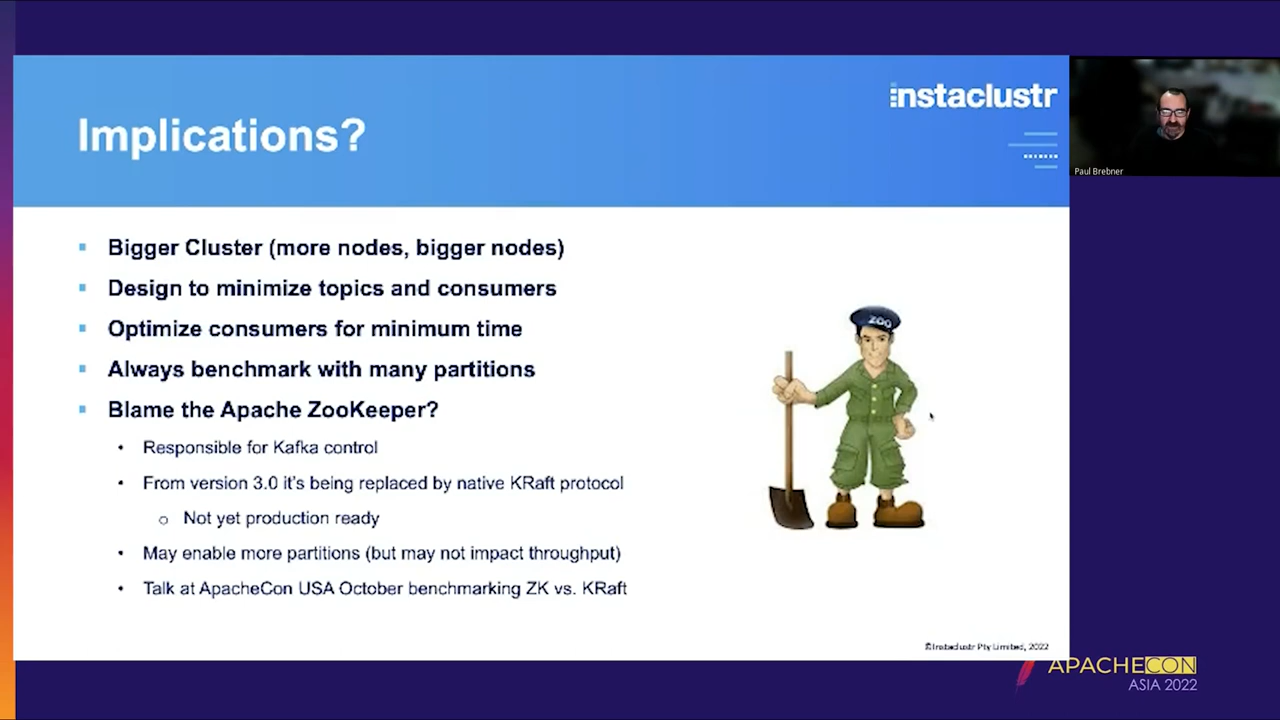 instaclustr
Implications?
Paul Brebner
Bigger Cluster (more nodes, bigger nodes)
Design to minimize topics and consumers
Optimize consumers for minimum time
Always benchmark with many partitions
Blame the Apache ZooKeeper?
Responsible for Kafka control
From version 3.0 it's being replaced by native KRaft protocol
Not yet production ready
May enable more partitions (but may not impact throughput)
Talk at ApacheCon USA October benchmarking ZK vs. KRaft
ZOO
©Instaclustr Pty Limited, 2022
APACHECON
ASIA 2022